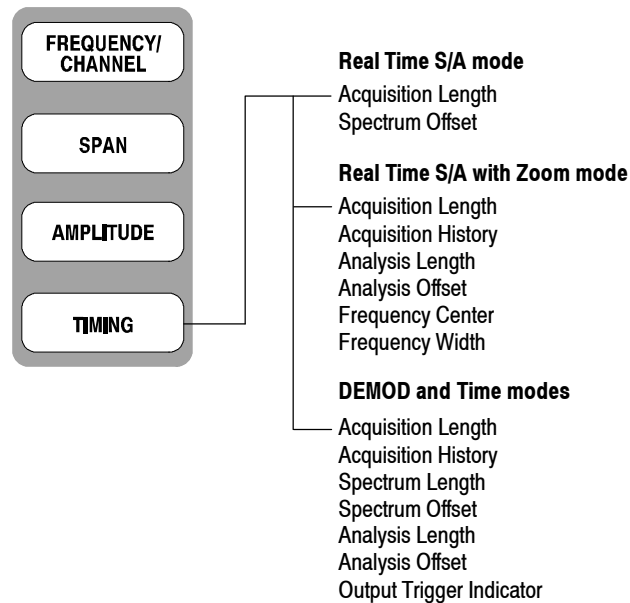 FREQUENCY/
CHANNEL
SPAN
AMPLITUDE
TIMING
Real Time S/A mode
Acquisition Length
Spectrum Offset
Real Time S/A with Zoom mode
Acquisition Length
Acquisition History
Analysis Length
Analysis Offset
Frequency Center
Frequency Width
DEMOD and Time modes
Acquisition Length
Acquisition History
Spectrum Length
Spectrum Offset
Analysis Length
Analysis Offset
Output Trigger Indicator